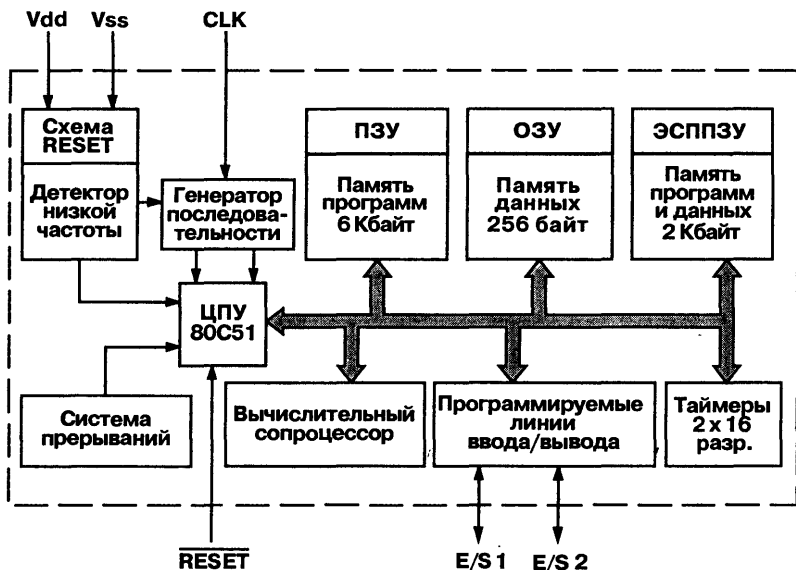 Vdd
Vss
CLK
Схема
RESET
Детектор
низкой
частоты
Генератор
последова-
тельности
ПЗУ
Память
программ
6 Кбайт
ОЗУ
Память
данных
256 байт
ЭСППЗУ
Память
программ
и данных
2 Кбайт
ЦПУ
80C51
Система
прерываний
Вычислительный
сопроцессор
Программируемые
линии
ввода/вывода
Таймеры
2 x 16
разр.
RESET
E/S 1
E/S 2